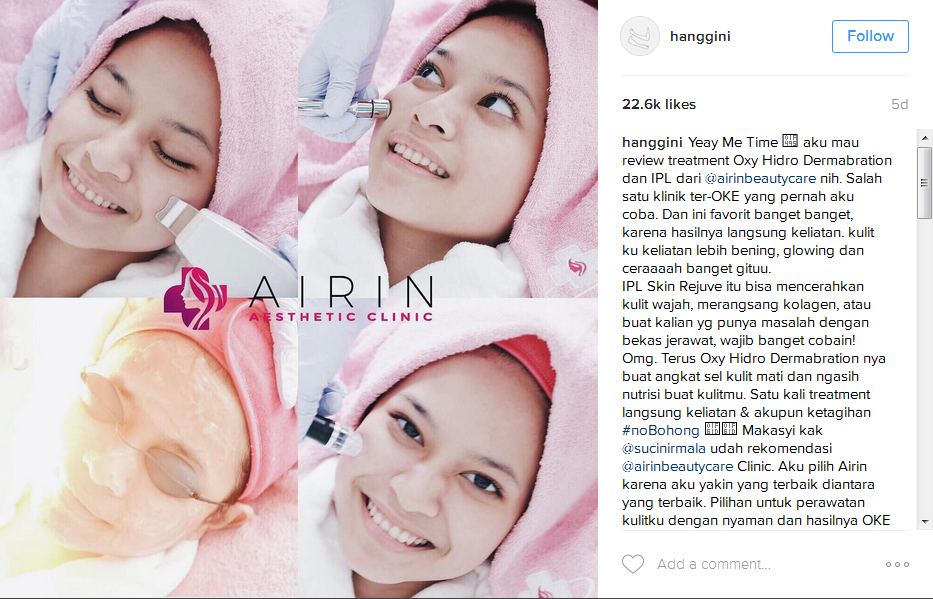 AIRIN
AESTHETIC CLINIC
hanggini
Follow
22.6k likes
5d
hanggini Yeay Me Time aku mau
review treatment Oxy Hidro Dermabration
dan IPL dari @airinbeautycare nih. Salah
satu klinik ter-OKE yang pernah aku
coba. Dan ini favorit banget banget,
karena hasilnya langsung keliatan. kulit
ku keliatan lebih bening, glowing dan
ceraaaah banget gituu.
IPL Skin Rejuve itu bisa mencerahkan
kulit wajah, merangsang kolagen, atau
buat kalian yg punya masalah dengan
bekas jerawat, wajib banget cobain!
Omg. Terus Oxy Hidro Dermabration nya
buat angkat sel kulit mati dan ngasih
nutrisi buat kulitmu. Satu kali treatment
langsung keliatan & akupun ketagihan
#noBohong Makasyi kak
@sucinirmala udah rekomendasi
@airinbeautycare Clinic. Aku pilih Airin
karena aku yakin yang terbaik diantara
yang terbaik. Pilihan untuk perawatan
kulitku dengan nyaman dan hasilnya OKE
Add a comment...